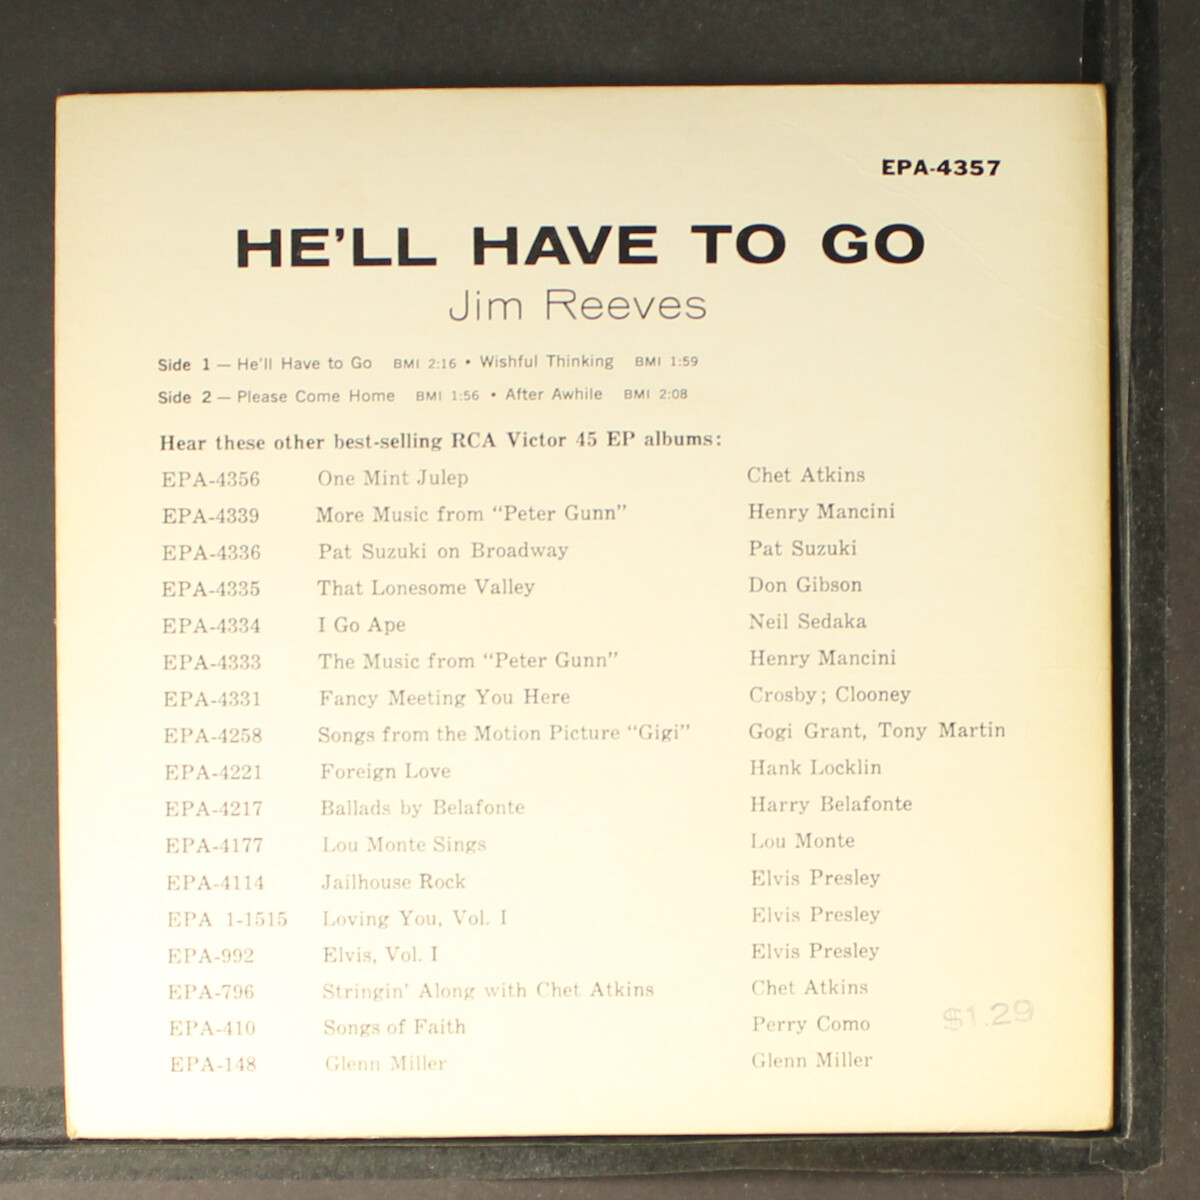 EPA-4357
HE'LL HAVE TO GO
Jim Reeves
Side 1 — He'll Have to Go BMI 2:16 • Wishful Thinking BMI 1:59
Side 2 — Please Come Home BMI 1:56 • After Awhile BMI 2:08
Hear these other best-selling RCA Victor 45 EP albums:
EPA-4356 One Mint Julep Chet Atkins
EPA-4339 More Music from "Peter Gunn" Henry Mancini
EPA-4336 Pat Suzuki on Broadway Pat Suzuki
EPA-4335 That Lonesome Valley Don Gibson
EPA-4334 I Go Ape Neil Sedaka
EPA-4333 The Music from "Peter Gunn" Henry Mancini
EPA-4331 Fancy Meeting You Here Crosby; Clooney
EPA-4258 Songs from the Motion Picture "Gigi" Gogi Grant, Tony Martin
EPA-4221 Foreign Love Hank Locklin
EPA-4217 Ballads by Belafonte Harry Belafonte
EPA-4177 Lou Monte Sings Lou Monte
EPA-4114 Jailhouse Rock Elvis Presley
EPA 1-1515 Loving You, Vol. I Elvis Presley
EPA-992 Elvis, Vol. I Elvis Presley
EPA-796 Stringin' Along with Chet Atkins Chet Atkins
EPA-410 Songs of Faith Perry Como
$1.29
EPA-148 Glenn Miller Glenn Miller